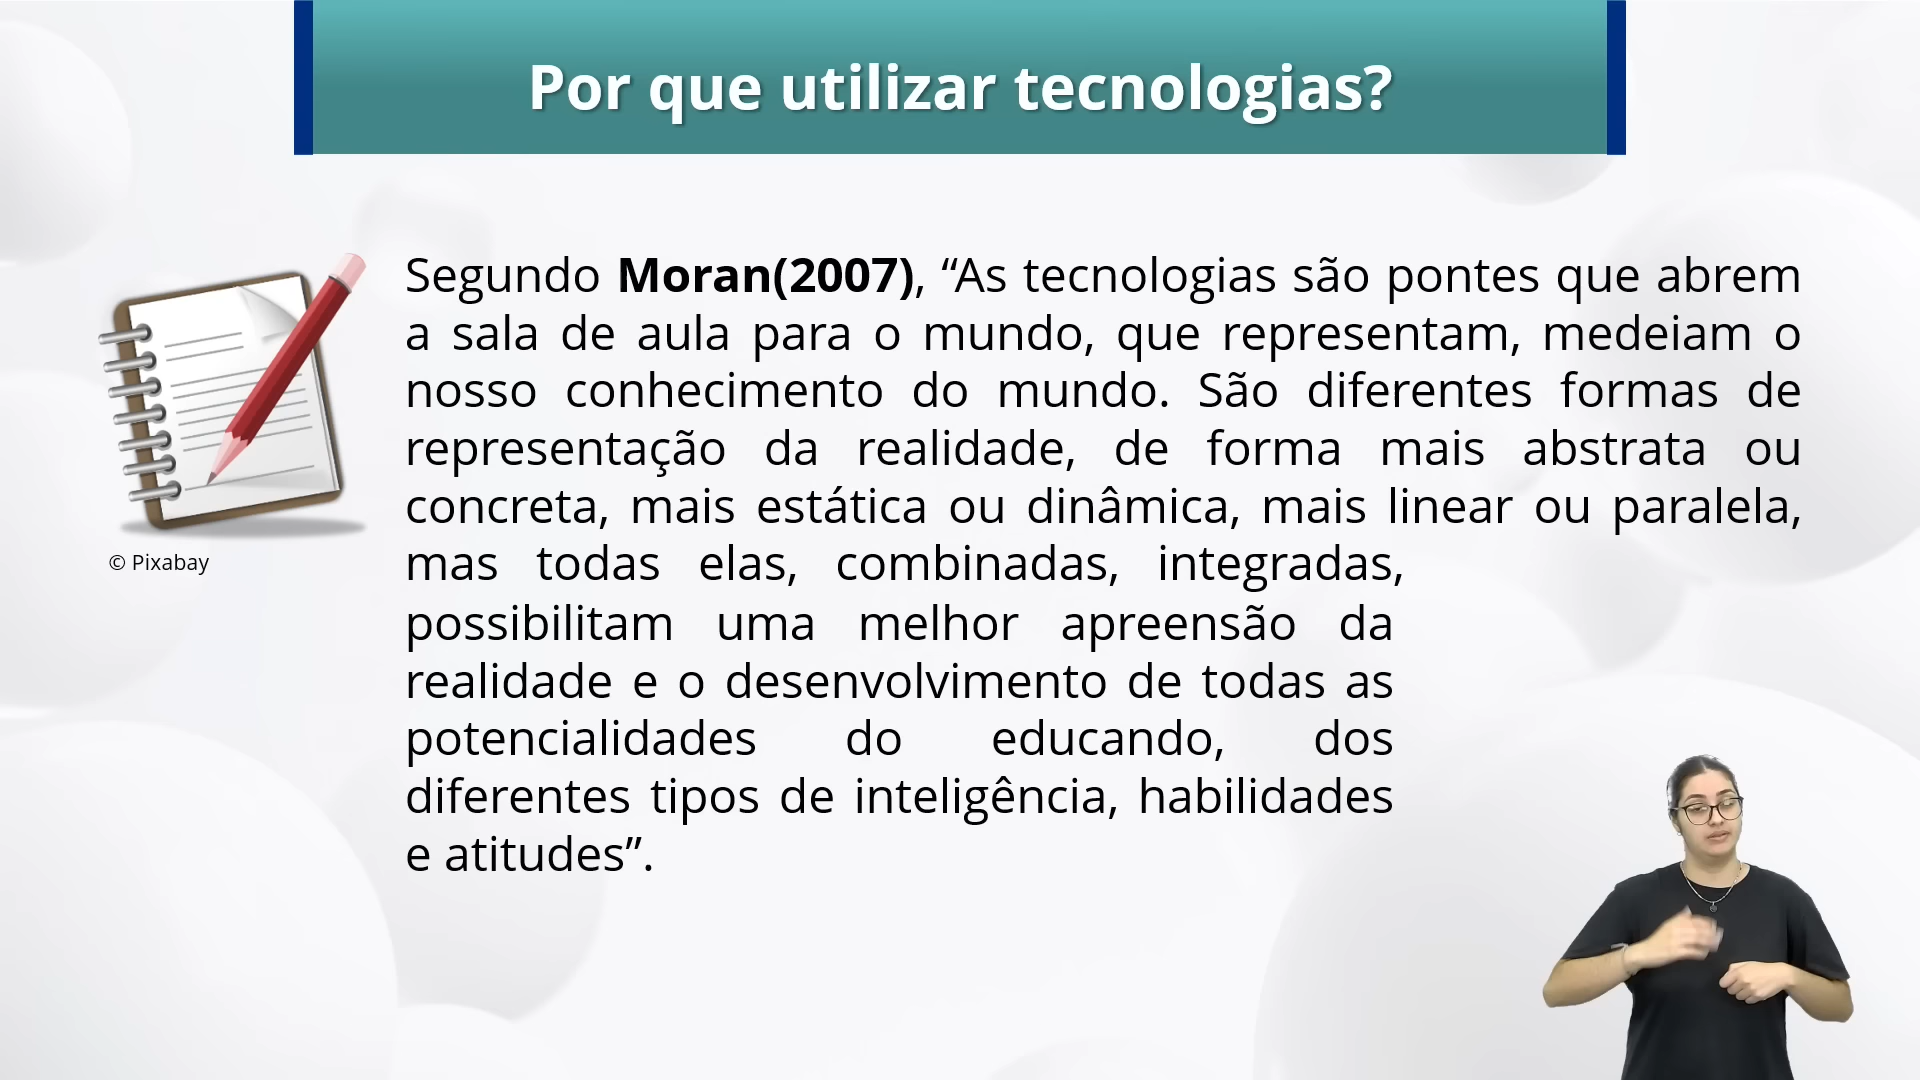 Por que utilizar tecnologias?
Segundo Moran(2007), “As tecnologias são pontes que abrem
a sala de aula para o mundo, que representam, medeiam o
nosso conhecimento do mundo. São diferentes formas de
representação da realidade, de forma mais abstrata ou
concreta, mais estática ou dinâmica, mais linear ou paralela,
mas todas elas, combinadas, integradas,
possibilitam uma melhor apreensão da
realidade e o desenvolvimento de todas as
potencialidades do educando, dos
diferentes tipos de inteligência, habilidades
e atitudes”.
© Pixabay